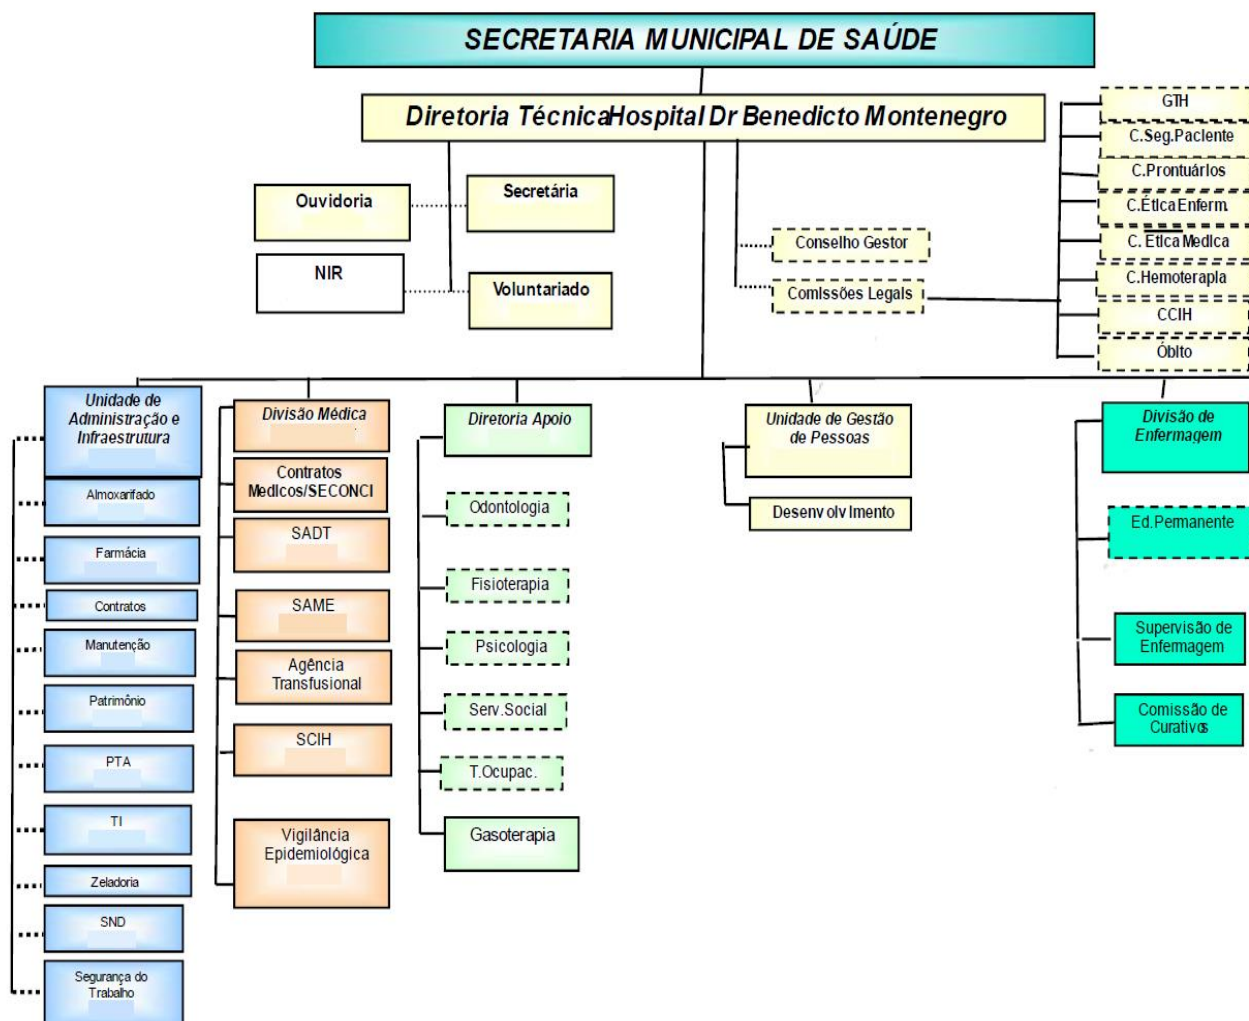 SECRETARIA MUNICIPAL DE SAÚDE
Diretoria TécnicaHospital Dr Benedicto Montenegro
Ouvidoria
Secretária
NIR
Voluntariado
Conselho Gestor
Comissões Legais
GTH
C.Seg.Paciente
C.Prontuários
C.Ética Enferm.
C. Etica Medica
C.Hemoterapia
CCIH
Óbito
Unidade de
Administração e
Infraestrutura
Almoxarifado
Farmácia
Contratos
Manutenção
Patrimônio
PTA
TI
Zeladoria
SND
Segurança do
Trabalho
Divisão Médica
Contratos
Medicos/SECONCI
SADT
SAME
Agência
Transfusional
SCIH
Vigilância
Epidemiológica
Diretoria Apoio
Odontologia
Fisioterapia
Psicologia
Serv.Social
T.Ocupac.
Gasoterapia
Unidade de Gestão
de Pessoas
Desenvolvimento
Divisão de
Enfermagem
Ed.Permanente
Supervisão de
Enfermagem
Comissão de
Curativos